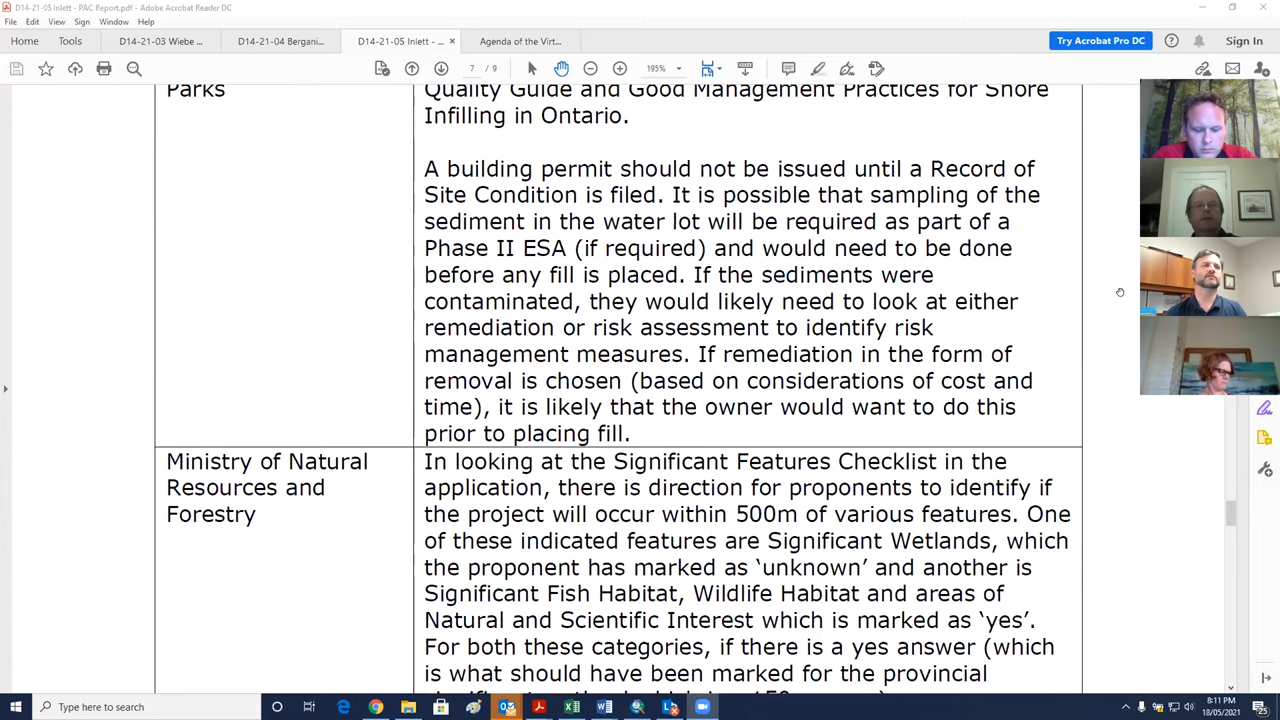 D14-21-05 Inlett - PAC Report.pdf - Adobe Acrobat Reader DC
File Edit View Sign Window Help
Home Tools D14-21-03 Wiebe ... D14-21-04 Bergani... D14-21-05 Inlett - ... × Agenda of the Virt... Try Acrobat Pro DC Sign In
7 / 9 195%
Parks
Quality Guide and Good Management Practices for Shore
Infilling in Ontario.
A building permit should not be issued until a Record of
Site Condition is filed. It is possible that sampling of the
sediment in the water lot will be required as part of a
Phase II ESA (if required) and would need to be done
before any fill is placed. If the sediments were
contaminated, they would likely need to look at either
remediation or risk assessment to identify risk
management measures. If remediation in the form of
removal is chosen (based on considerations of cost and
time), it is likely that the owner would want to do this
prior to placing fill.
Ministry of Natural
Resources and
Forestry
In looking at the Significant Features Checklist in the
application, there is direction for proponents to identify if
the project will occur within 500m of various features. One
of these indicated features are Significant Wetlands, which
the proponent has marked as ‘unknown’ and another is
Significant Fish Habitat, Wildlife Habitat and areas of
Natural and Scientific Interest which is marked as ‘yes’.
For both these categories, if there is a yes answer (which
is what should have been marked for the provincial
Type here to search
8:11 PM
18/05/2021
25